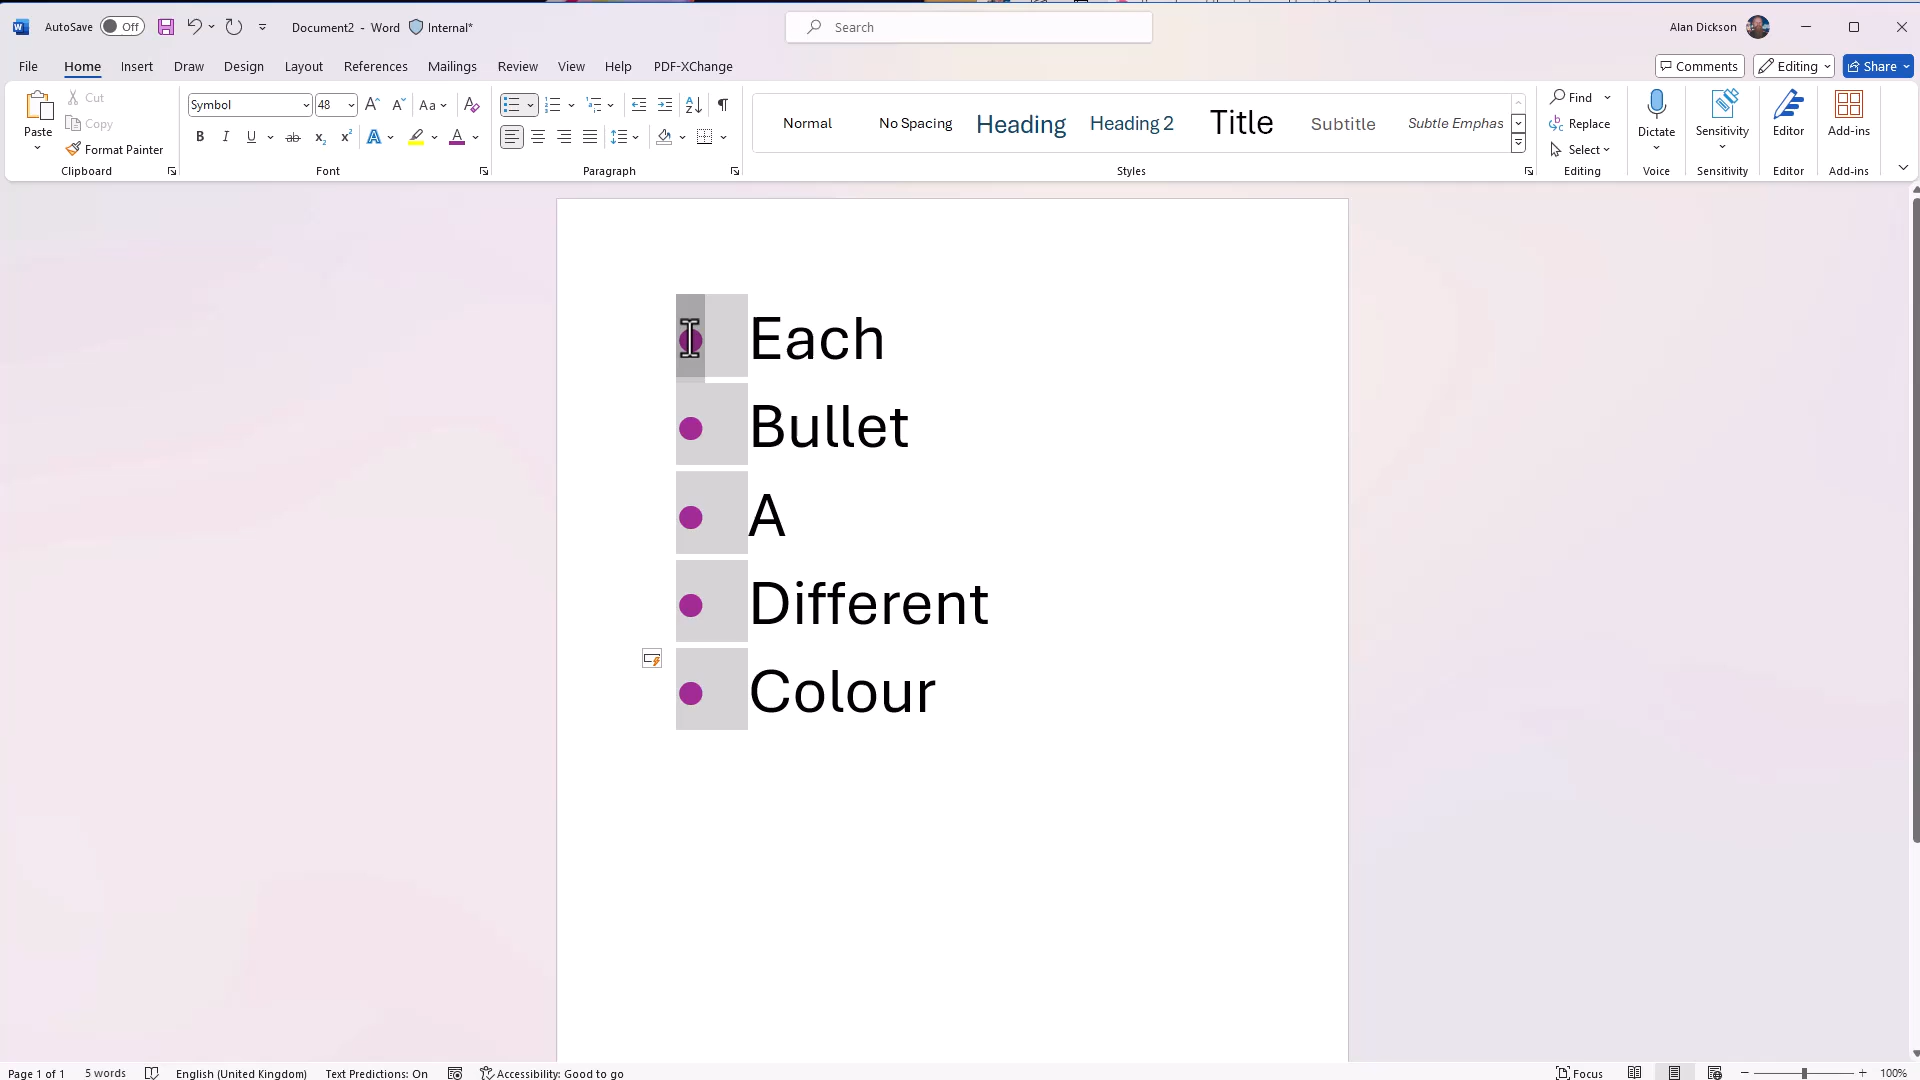 AutoSave Off Document2 - Word Internal* Search Alan Dickson
File Home Insert Draw Design Layout References Mailings Review View Help PDF-XChange Comments Editing Share
Paste Cut Copy Format Painter Clipboard
Symbol 48 Aa
B I U ab x₂ x² A A Font
Paragraph
Normal No Spacing Heading Heading 2 Title Subtitle Subtle Emphas
Styles
Find Replace Select Editing
Dictate Voice
Sensitivity Sensitivity
Editor Editor
Add-ins Add-ins
Each
Bullet
A
Different
Colour
Page 1 of 1 5 words English (United Kingdom) Text Predictions: On Accessibility: Good to go Focus 100%